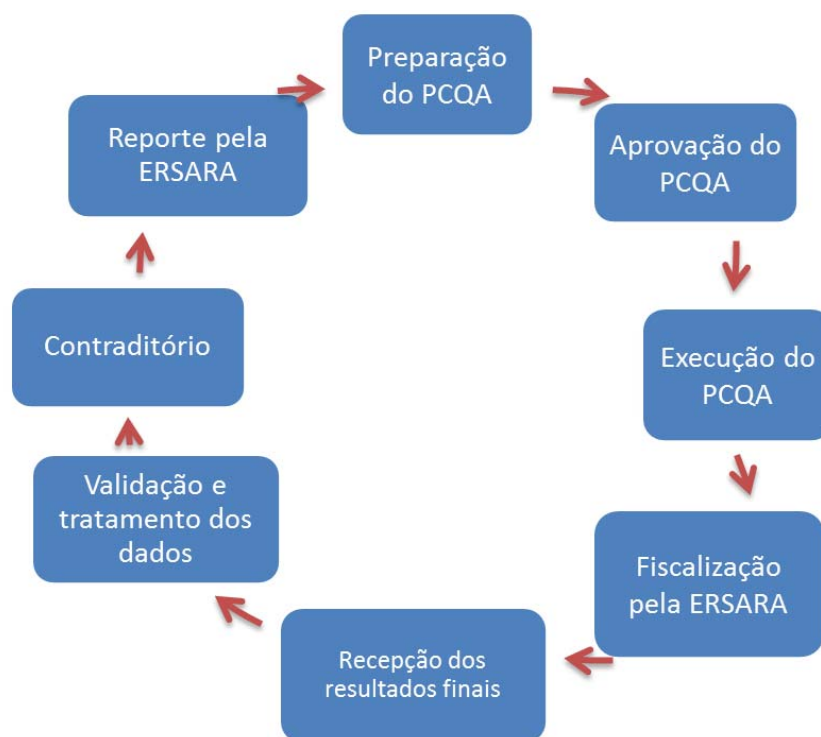 Preparação
do PCQA
Aprovação do
PCQA
Execução do
PCQA
Fiscalização
pela ERSARA
Recepção dos
resultados finais
Validação e
tratamento dos
dados
Contraditório
Reporte pela
ERSARA